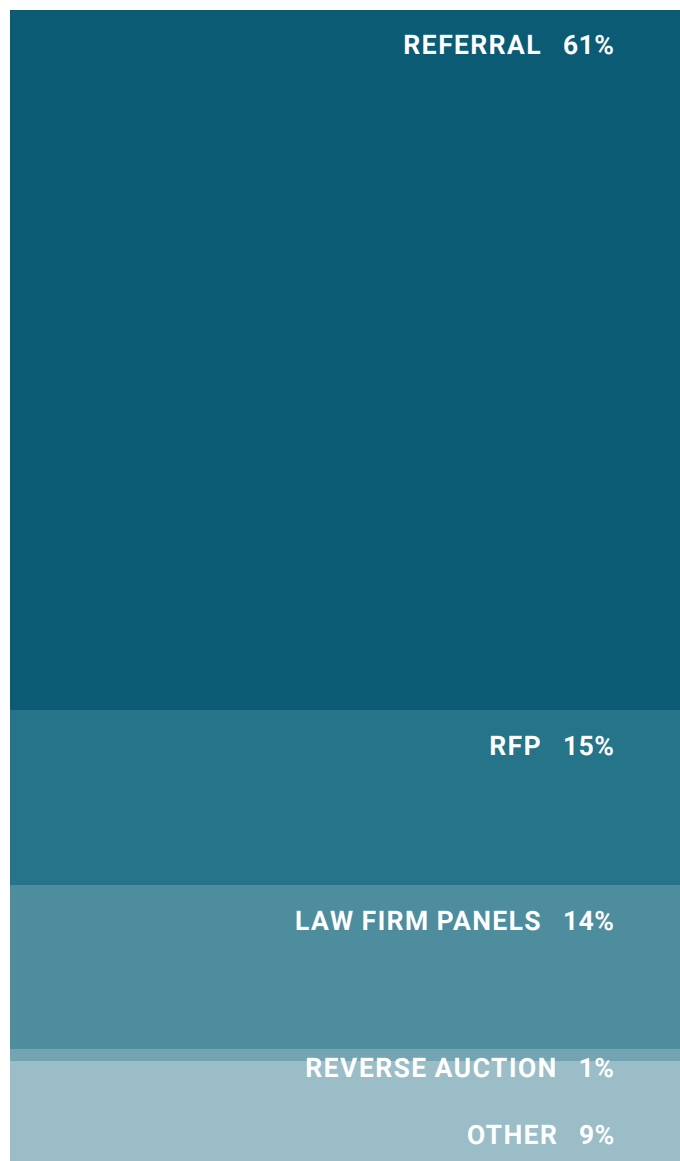 REFERRAL 61%
RFP 15%
LAW FIRM PANELS 14%
REVERSE AUCTION 1%
OTHER 9%